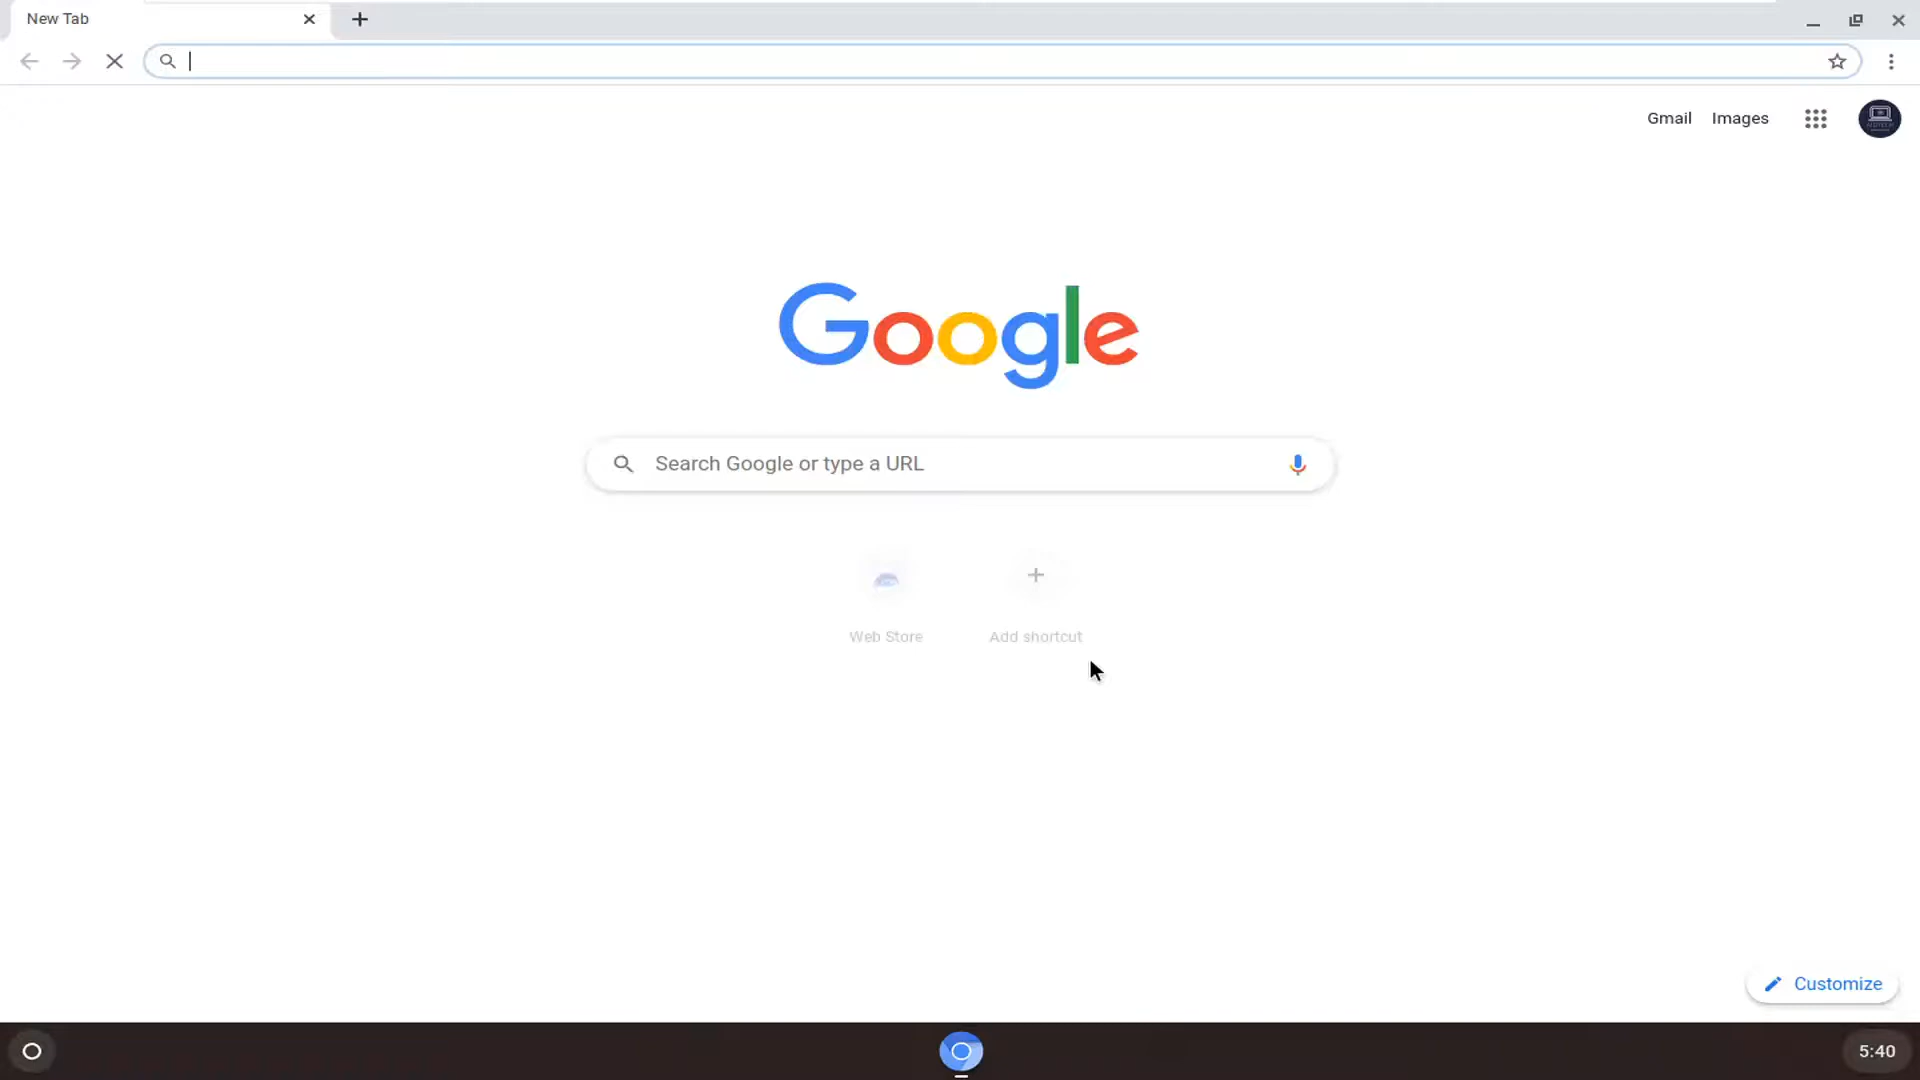 New Tab
Gmail Images
Google
Search Google or type a URL
Web Store Add shortcut
Customize
5:40